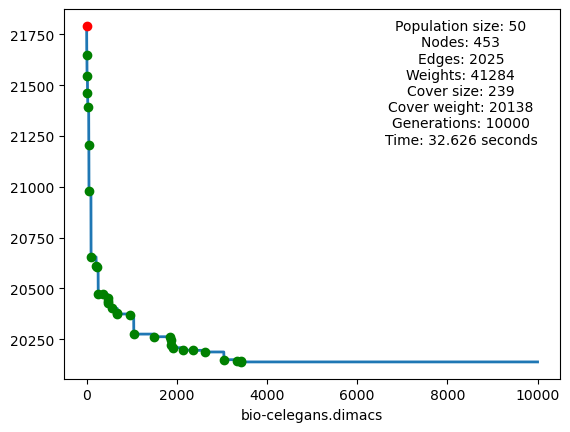 Population size: 50
Nodes: 453
Edges: 2025
Weights: 41284
Cover size: 239
Cover weight: 20138
Generations: 10000
Time: 32.626 seconds
21750
21500
21250
21000
20750
20500
20250
0 2000 4000 6000 8000 10000
bio-celegans.dimacs